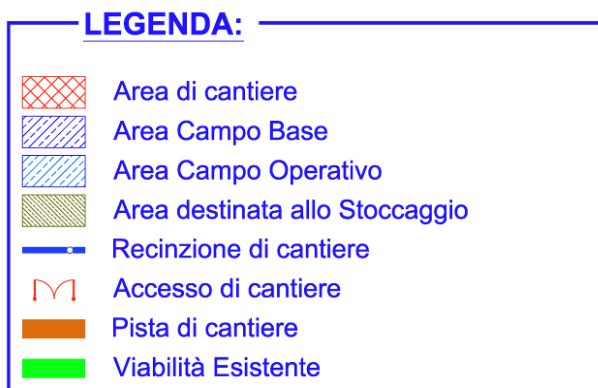 LEGENDA:
Area di cantiere
Area Campo Base
Area Campo Operativo
Area destinata allo Stoccaggio
Recinzione di cantiere
Accesso di cantiere
Pista di cantiere
Viabilità Esistente